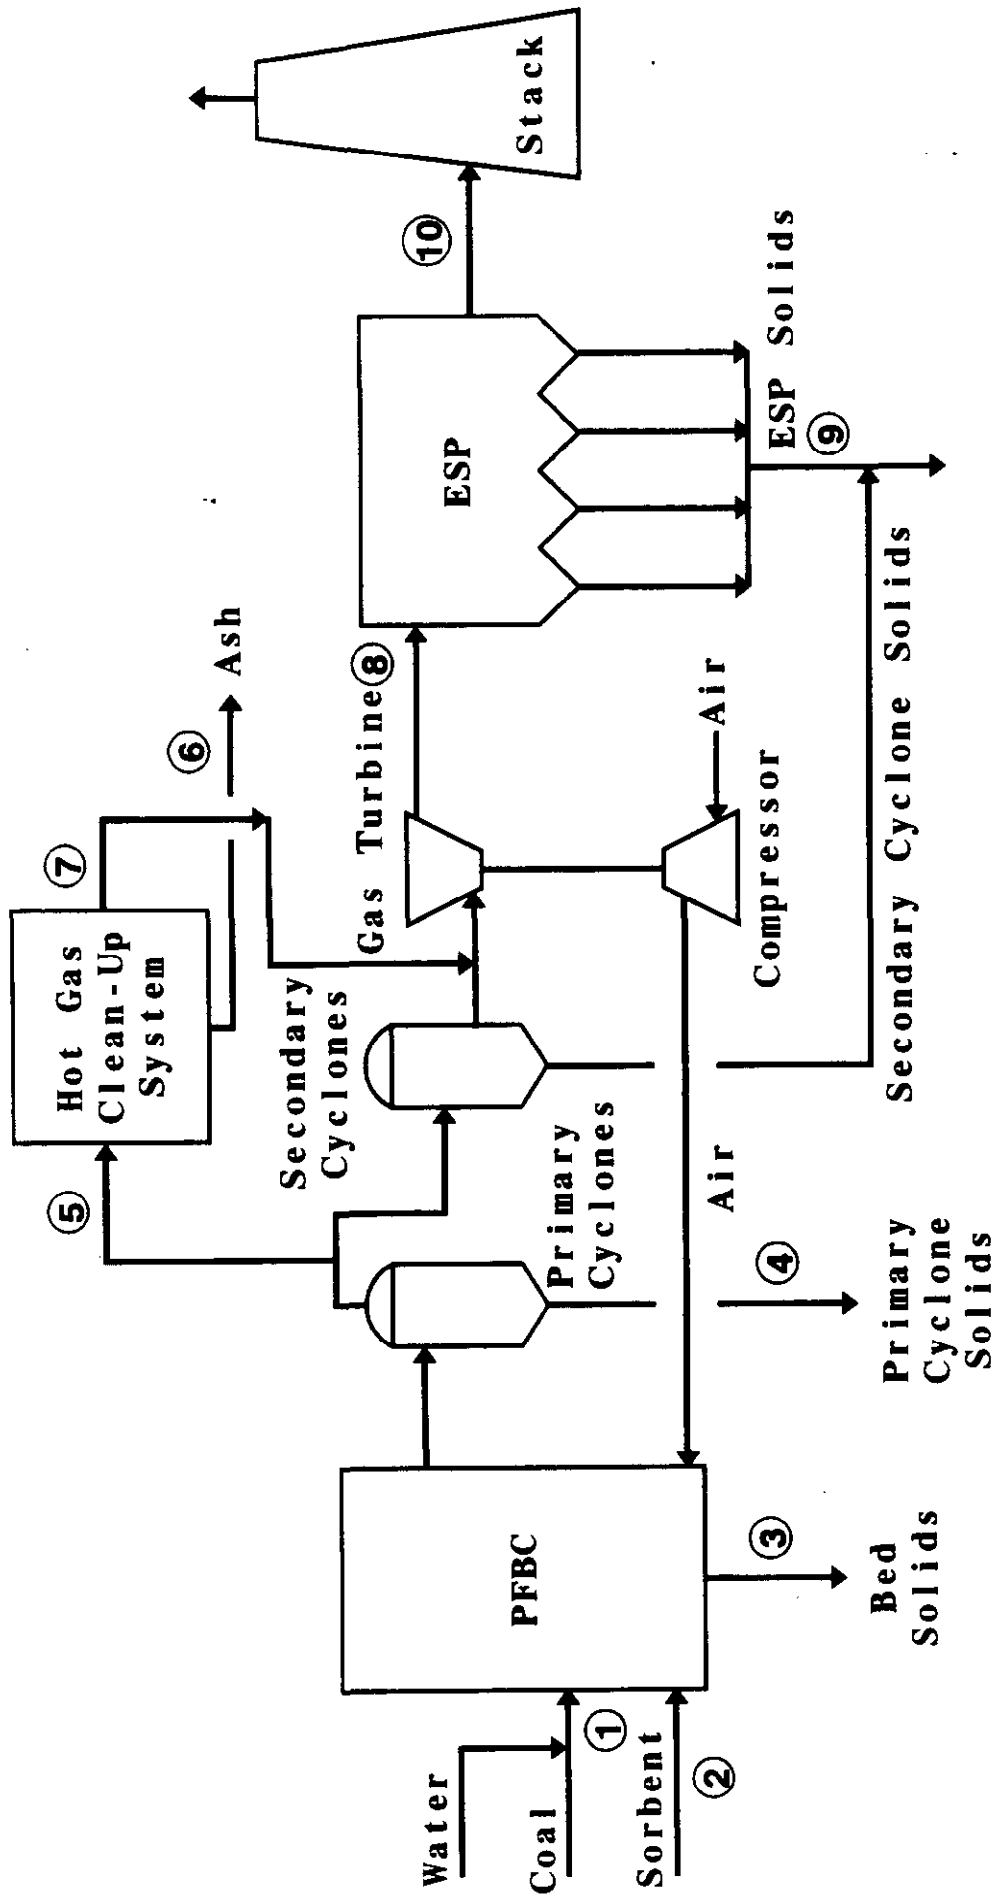 Stack
10
ESP
ESP Solids
9
Ash
6
7
Hot Gas
Clean-Up
System
5
Gas Turbine
8
Air
Compressor
Secondary Cyclone Solids
Secondary
Cyclones
Primary
Cyclones
Air
4
Primary
Cyclone
Solids
PFBC
3
Bed
Solids
Water
Coal
1
Sorbent
2